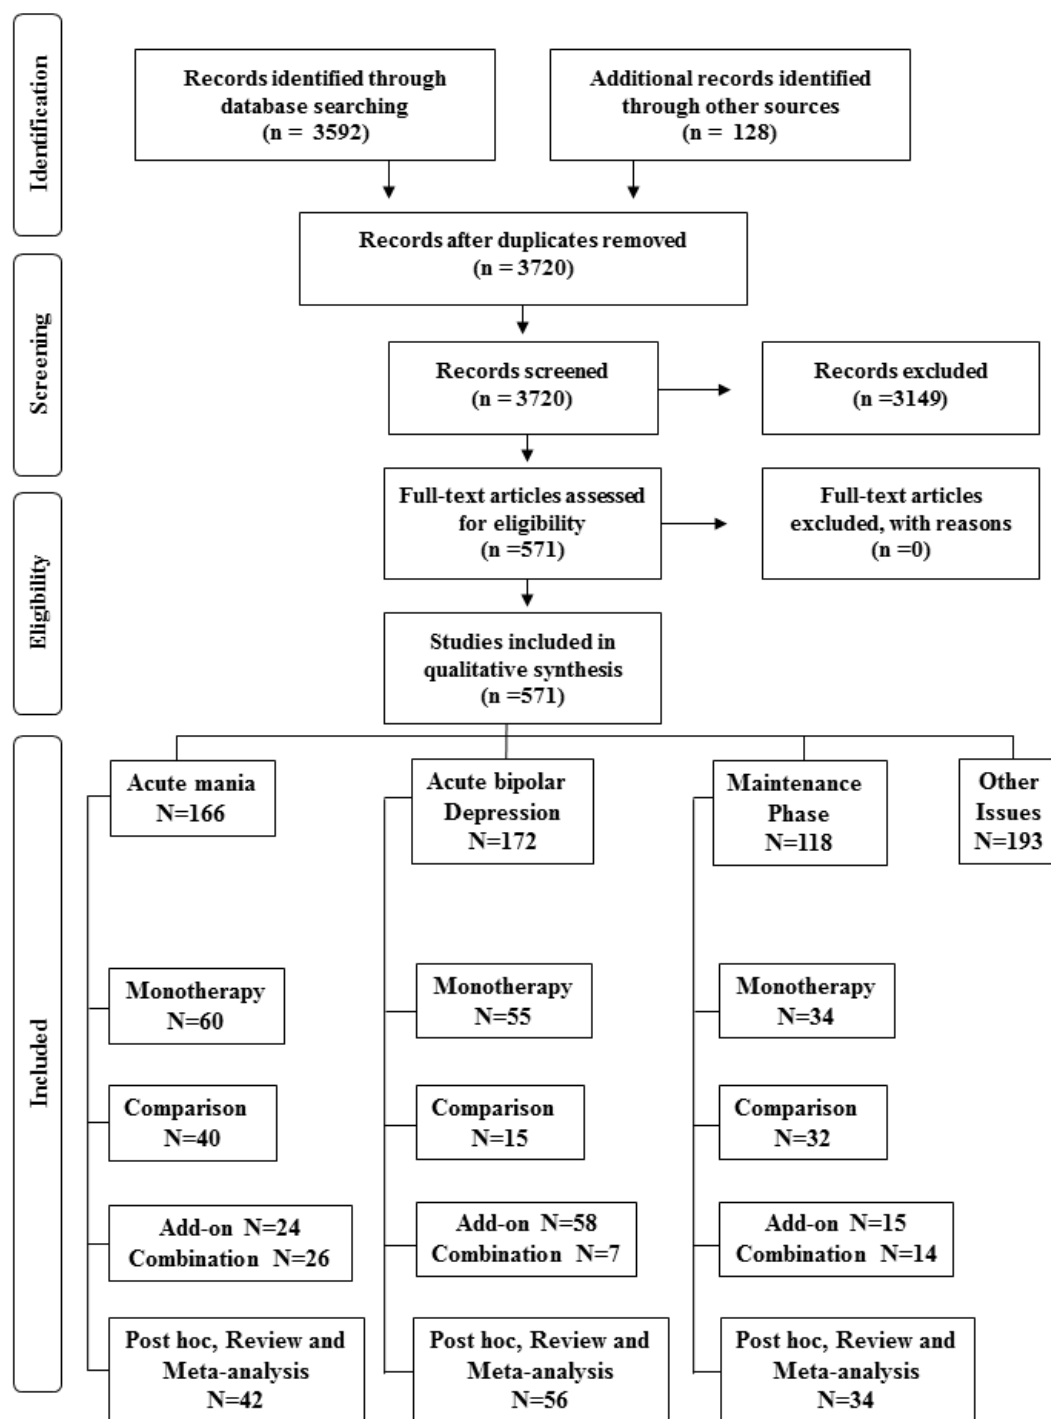 Identification
Records identified through
database searching
(n = 3592)
Additional records identified
through other sources
(n = 128)
Records after duplicates removed
(n = 3720)
Screening
Records screened
(n = 3720)
Records excluded
(n =3149)
Eligibility
Full-text articles assessed
for eligibility
(n =571)
Full-text articles
excluded, with reasons
(n =0)
Studies included in
qualitative synthesis
(n =571)
Included
Acute mania
N=166
Acute bipolar
Depression
N=172
Maintenance
Phase
N=118
Other
Issues
N=193
Monotherapy
N=60
Monotherapy
N=55
Monotherapy
N=34
Comparison
N=40
Comparison
N=15
Comparison
N=32
Add-on N=24
Combination N=26
Add-on N=58
Combination N=7
Add-on N=15
Combination N=14
Post hoc, Review and
Meta-analysis
N=42
Post hoc, Review and
Meta-analysis
N=56
Post hoc, Review and
Meta-analysis
N=34